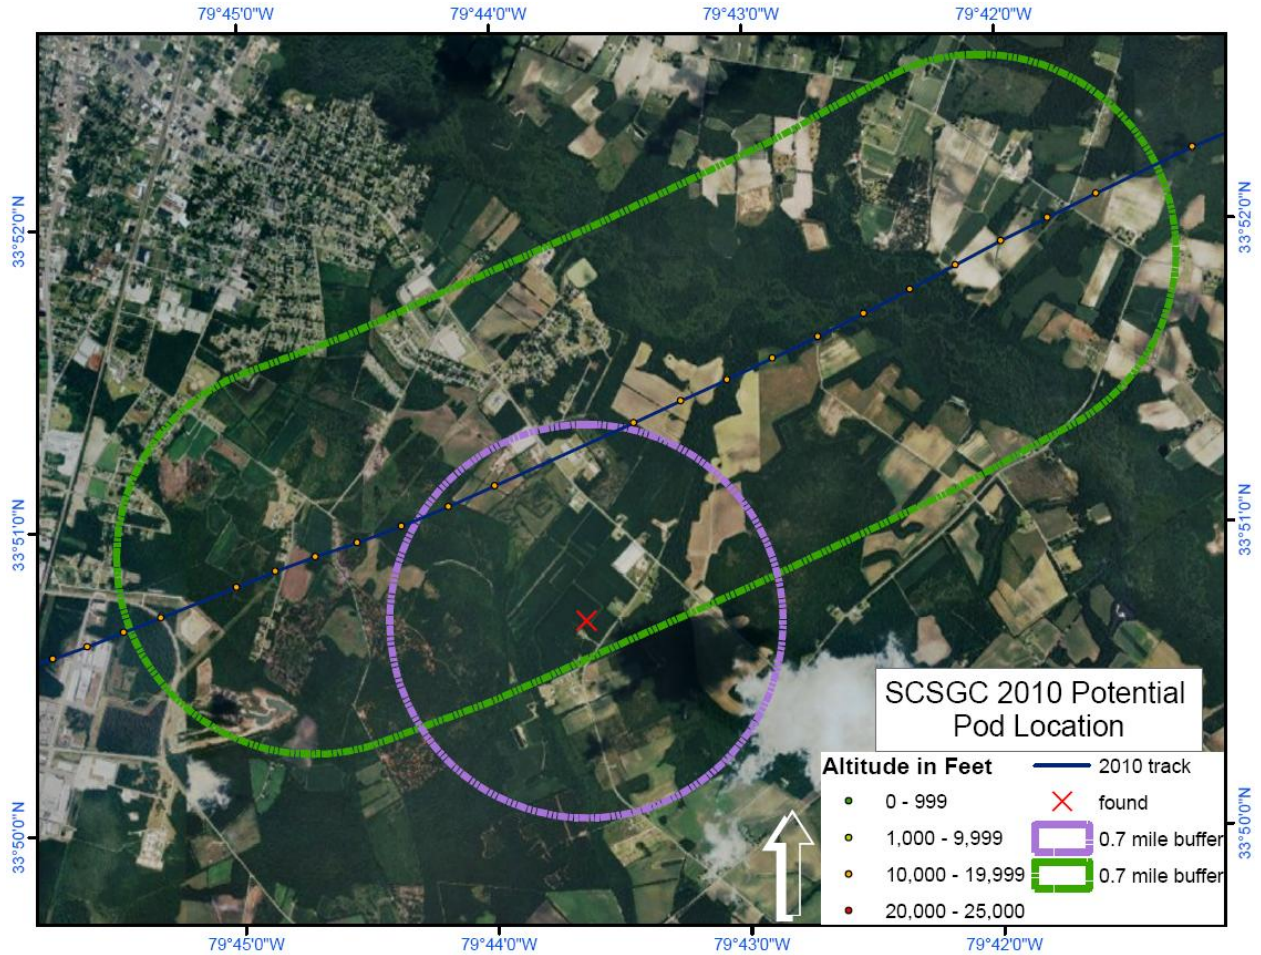 79°45'0"W 79°44'0"W 79°43'0"W 79°42'0"W
33°52'0"N 33°52'0"N
33°51'0"N 33°51'0"N
33°50'0"N 33°50'0"N
SCSGC 2010 Potential
Pod Location
Altitude in Feet
0 - 999
1,000 - 9,999
10,000 - 19,999
20,000 - 25,000
2010 track
found
0.7 mile buffer
0.7 mile buffer
79°45'0"W 79°44'0"W 79°43'0"W 79°42'0"W